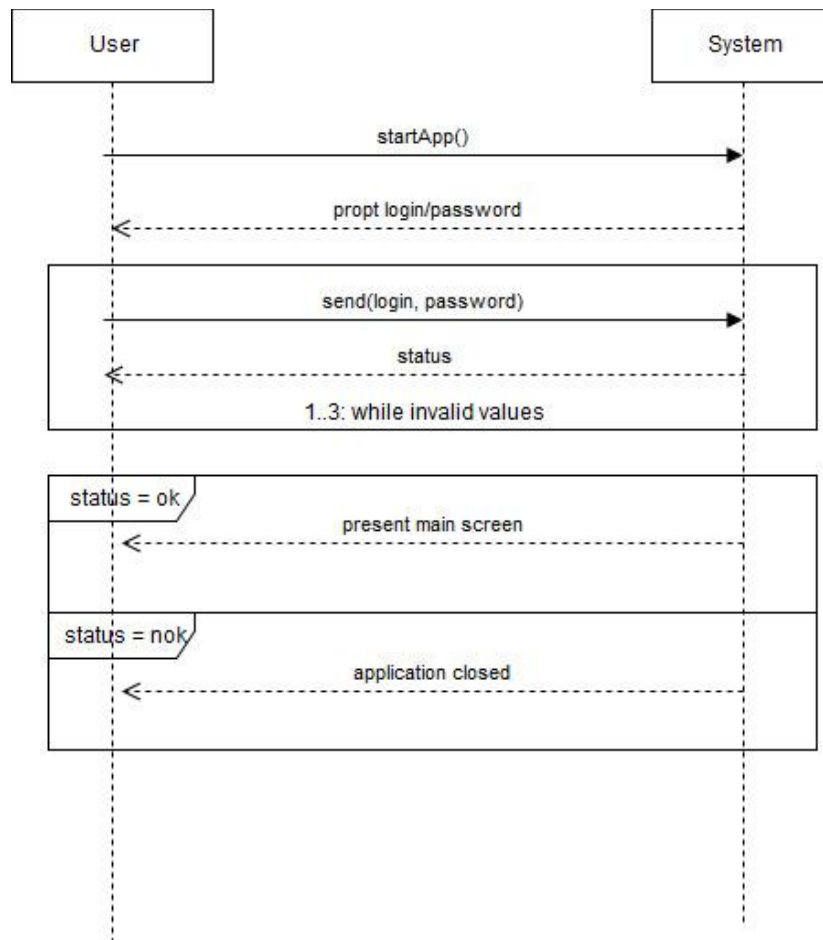 User
System
startApp()
propt login/password
send(login, password)
status
1..3: while invalid values
status = ok
present main screen
status = nok
application closed